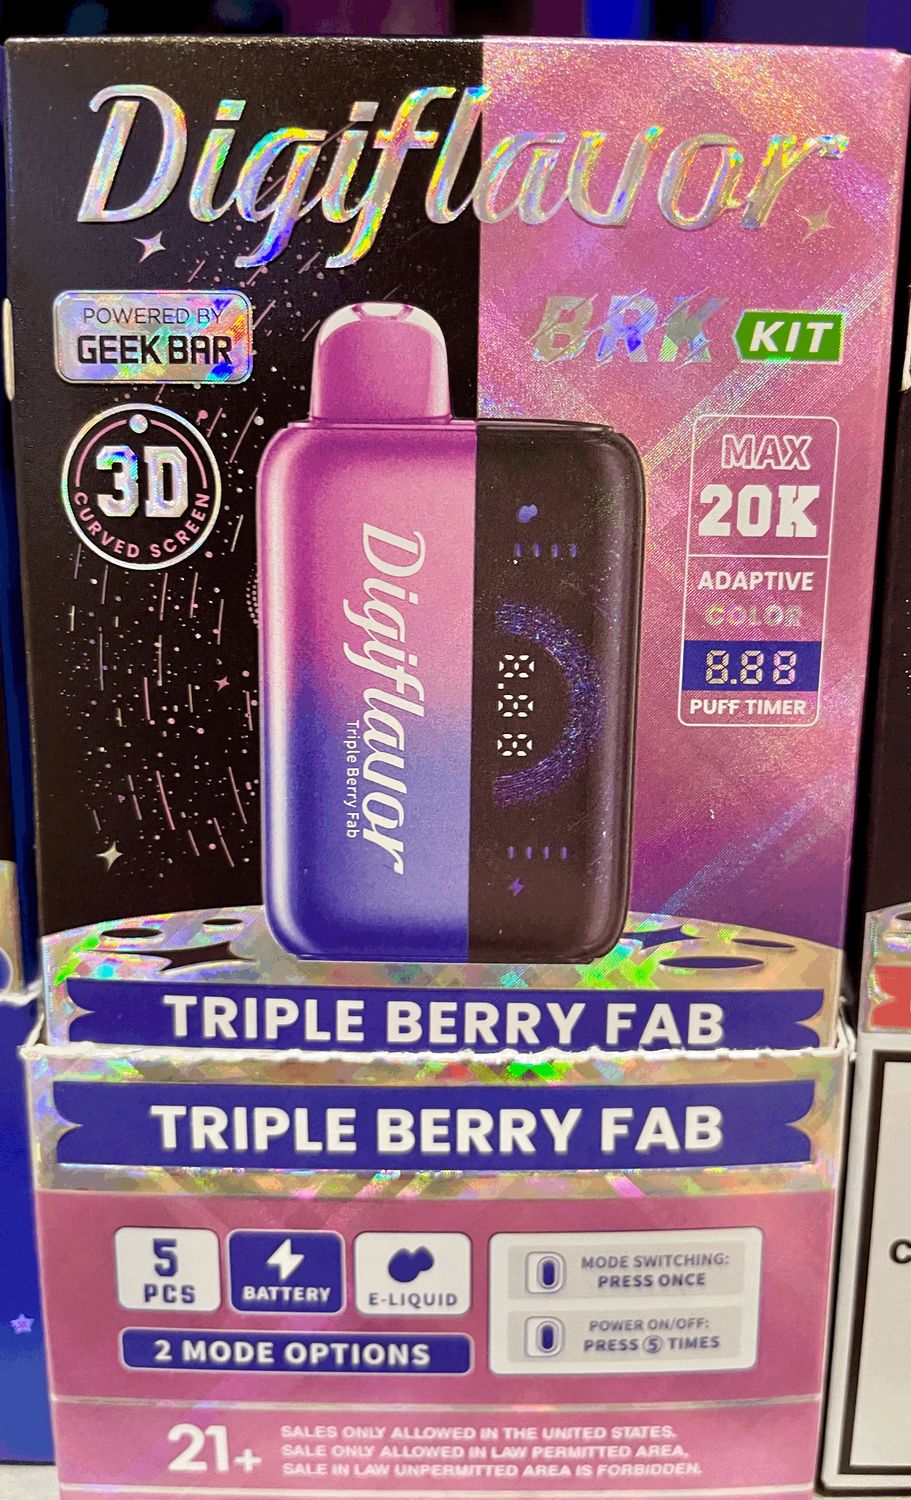 Digiflavor
POWERED BY
GEEK BAR
BRK KIT
3D
CURVED SCREEN
MAX
20K
ADAPTIVE
COLOR
8.88
PUFF TIMER
Digiflavor
Triple Berry Fab
8.88
TRIPLE BERRY FAB
TRIPLE BERRY FAB
5
PCS
BATTERY
E-LIQUID
2 MODE OPTIONS
MODE SWITCHING:
PRESS ONCE
POWER ON/OFF:
PRESS 5 TIMES
21+
SALES ONLY ALLOWED IN THE UNITED STATES.
SALE ONLY ALLOWED IN LAW PERMITTED AREA,
SALE IN LAW UNPERMITTED AREA IS FORBIDDEN.
C